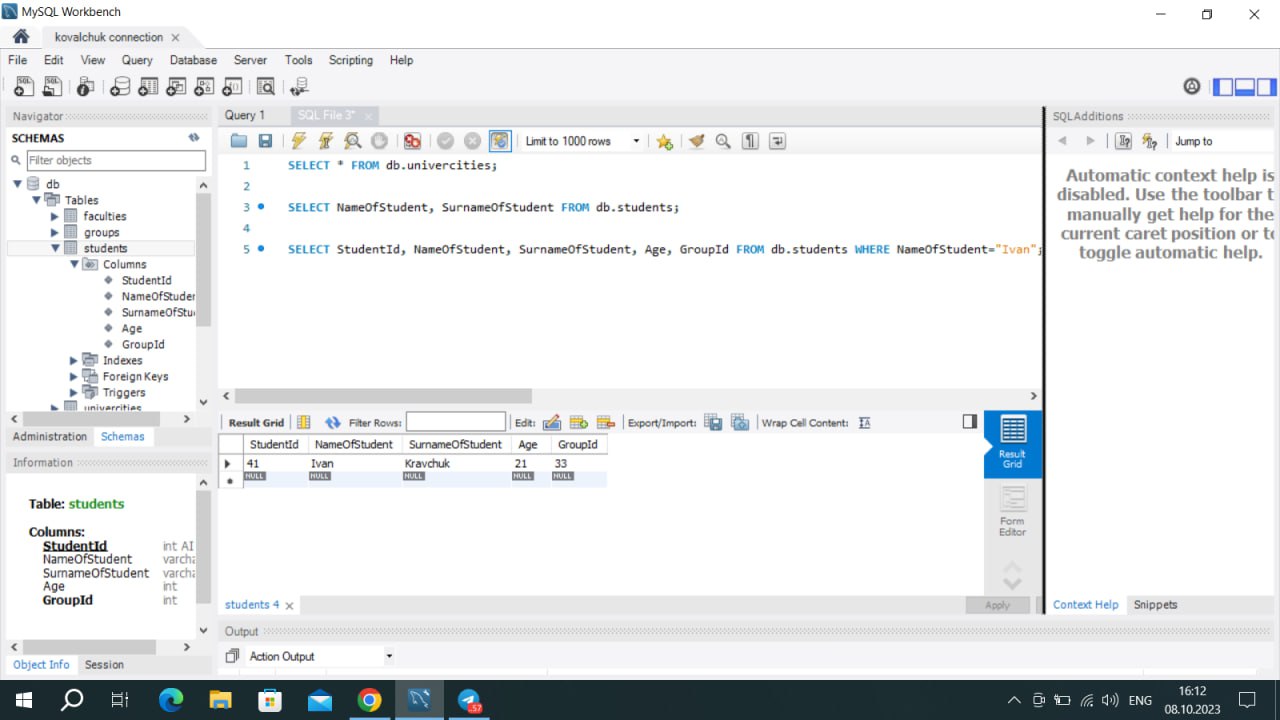 MySQL Workbench
kovalchuk connection
File Edit View Query Database Server Tools Scripting Help
Navigator
SCHEMAS
Filter objects
db
Tables
faculties
groups
students
Columns
StudentId
NameOfStuden
SurnameOfStu
Age
GroupId
Indexes
Foreign Keys
Triggers
univercities
Administration Schemas
Information
Table: students
Columns:
StudentId int AI
NameOfStudent varcha
SurnameOfStudent varcha
Age int
GroupId int
Object Info Session
Query 1 SQL File 3*
Limit to 1000 rows
1 SELECT * FROM db.univercities;
2
3 SELECT NameOfStudent, SurnameOfStudent FROM db.students;
4
5 SELECT StudentId, NameOfStudent, SurnameOfStudent, Age, GroupId FROM db.students WHERE NameOfStudent="Ivan";
Result Grid Filter Rows: Edit: Export/Import: Wrap Cell Content:
StudentId NameOfStudent SurnameOfStudent Age GroupId
41 Ivan Kravchuk 21 33
NULL NULL NULL NULL NULL
Result
Grid
Form
Editor
students 4 Apply
Output
Action Output
SQLAdditions
Jump to
Automatic context help is
disabled. Use the toolbar t
manually get help for the
current caret position or to
toggle automatic help.
Context Help Snippets
57
ENG
16:12
08.10.2023